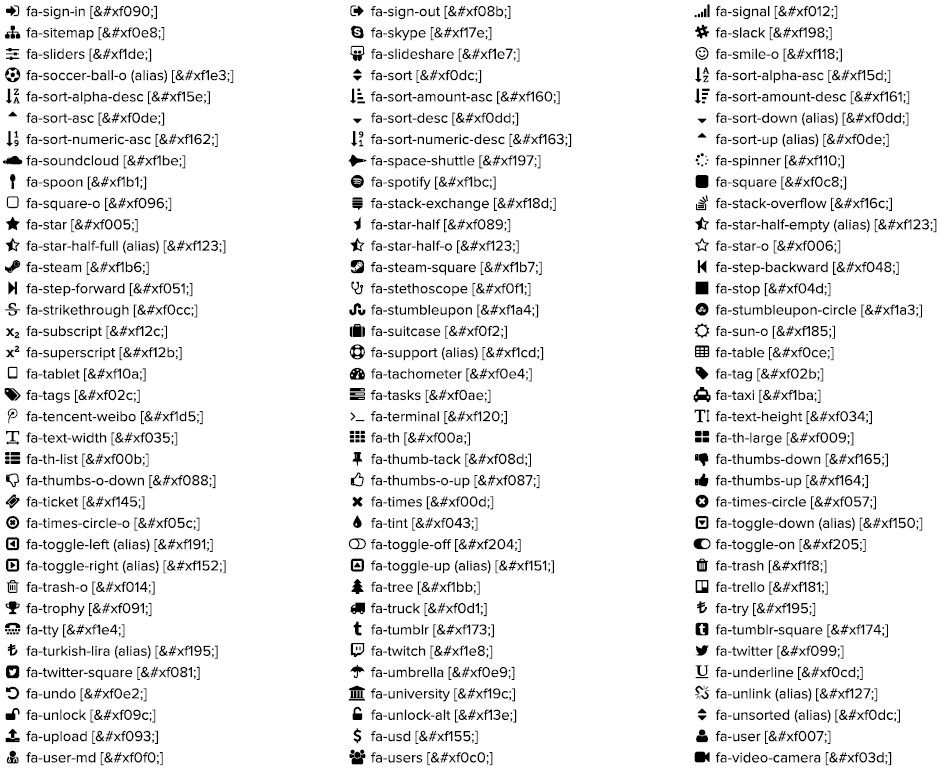 fa-sign-in [&#xf090;] fa-sign-out [&#xf08b;] fa-signal [&#xf012;]
fa-sitemap [&#xf0e8;] fa-skype [&#xf17e;] fa-slack [&#xf198;]
fa-sliders [&#xf1de;] fa-slideshare [&#xf1e7;] fa-smile-o [&#xf118;]
fa-soccer-ball-o (alias) [&#xf1e3;] fa-sort [&#xf0dc;] fa-sort-alpha-asc [&#xf15d;]
fa-sort-alpha-desc [&#xf15e;] fa-sort-amount-asc [&#xf160;] fa-sort-amount-desc [&#xf161;]
fa-sort-asc [&#xf0de;] fa-sort-desc [&#xf0dd;] fa-sort-down (alias) [&#xf0dd;]
fa-sort-numeric-asc [&#xf162;] fa-sort-numeric-desc [&#xf163;] fa-sort-up (alias) [&#xf0de;]
fa-soundcloud [&#xf1be;] fa-space-shuttle [&#xf197;] fa-spinner [&#xf110;]
fa-spoon [&#xf1b1;] fa-spotify [&#xf1bc;] fa-square [&#xf0c8;]
fa-square-o [&#xf096;] fa-stack-exchange [&#xf18d;] fa-stack-overflow [&#xf16c;]
fa-star [&#xf005;] fa-star-half [&#xf089;] fa-star-half-empty (alias) [&#xf123;]
fa-star-half-full (alias) [&#xf123;] fa-star-half-o [&#xf123;] fa-star-o [&#xf006;]
fa-steam [&#xf1b6;] fa-steam-square [&#xf1b7;] fa-step-backward [&#xf048;]
fa-step-forward [&#xf051;] fa-stethoscope [&#xf0f1;] fa-stop [&#xf04d;]
fa-strikethrough [&#xf0cc;] fa-stumbleupon [&#xf1a4;] fa-stumbleupon-circle [&#xf1a3;]
fa-subscript [&#xf12c;] fa-suitcase [&#xf0f2;] fa-sun-o [&#xf185;]
fa-superscript [&#xf12b;] fa-support (alias) [&#xf1cd;] fa-table [&#xf0ce;]
fa-tablet [&#xf10a;] fa-tachometer [&#xf0e4;] fa-tag [&#xf02b;]
fa-tags [&#xf02c;] fa-tasks [&#xf0ae;] fa-taxi [&#xf1ba;]
fa-tencent-weibo [&#xf1d5;] fa-terminal [&#xf120;] fa-text-height [&#xf034;]
fa-text-width [&#xf035;] fa-th [&#xf00a;] fa-th-large [&#xf009;]
fa-th-list [&#xf00b;] fa-thumb-tack [&#xf08d;] fa-thumbs-down [&#xf165;]
fa-thumbs-o-down [&#xf088;] fa-thumbs-o-up [&#xf087;] fa-thumbs-up [&#xf164;]
fa-ticket [&#xf145;] fa-times [&#xf00d;] fa-times-circle [&#xf057;]
fa-times-circle-o [&#xf05c;] fa-tint [&#xf043;] fa-toggle-down (alias) [&#xf150;]
fa-toggle-left (alias) [&#xf191;] fa-toggle-off [&#xf204;] fa-toggle-on [&#xf205;]
fa-toggle-right (alias) [&#xf152;] fa-toggle-up (alias) [&#xf151;] fa-trash [&#xf1f8;]
fa-trash-o [&#xf014;] fa-tree [&#xf1bb;] fa-trello [&#xf181;]
fa-trophy [&#xf091;] fa-truck [&#xf0d1;] fa-try [&#xf195;]
fa-tty [&#xf1e4;] fa-tumblr [&#xf173;] fa-tumblr-square [&#xf174;]
fa-turkish-lira (alias) [&#xf195;] fa-twitch [&#xf1e8;] fa-twitter [&#xf099;]
fa-twitter-square [&#xf081;] fa-umbrella [&#xf0e9;] fa-underline [&#xf0cd;]
fa-undo [&#xf0e2;] fa-university [&#xf19c;] fa-unlink (alias) [&#xf127;]
fa-unlock [&#xf09c;] fa-unlock-alt [&#xf13e;] fa-unsorted (alias) [&#xf0dc;]
fa-upload [&#xf093;] fa-usd [&#xf155;] fa-user [&#xf007;]
fa-user-md [&#xf0f0;] fa-users [&#xf0c0;] fa-video-camera [&#xf03d;]